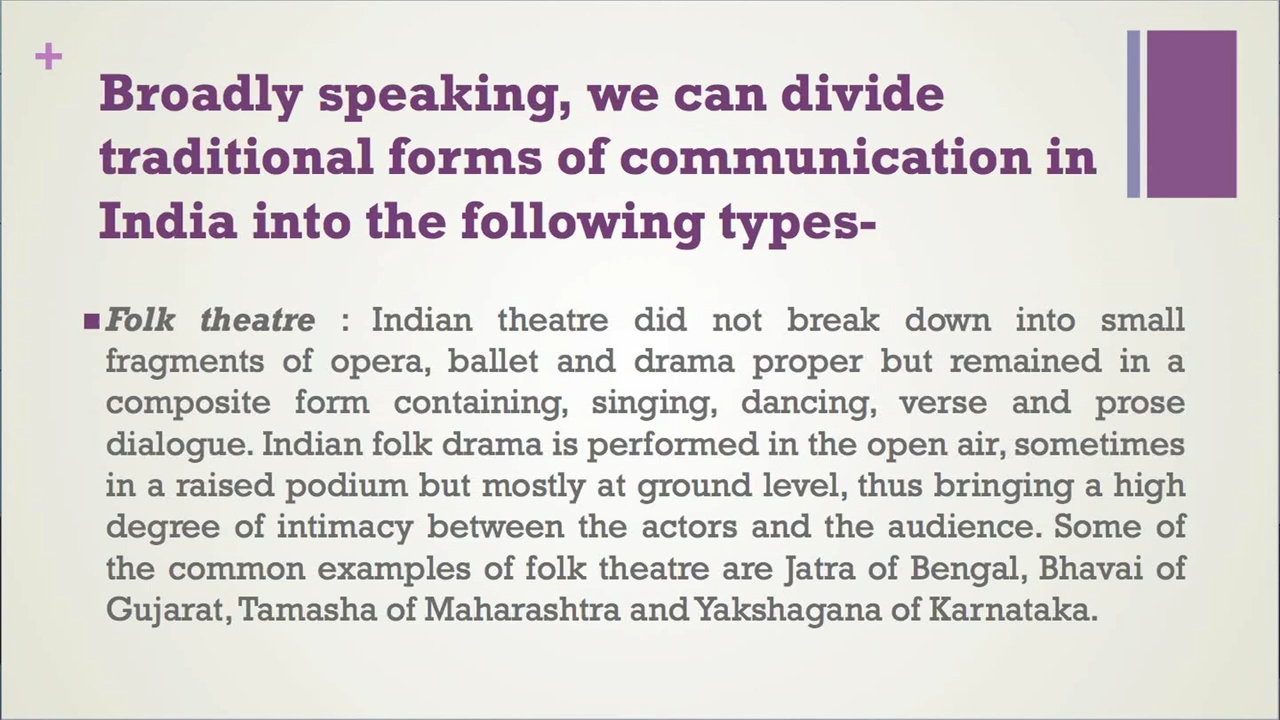 +
Broadly speaking, we can divide
traditional forms of communication in
India into the following types-
Folk theatre : Indian theatre did not break down into small
fragments of opera, ballet and drama proper but remained in a
composite form containing, singing, dancing, verse and prose
dialogue. Indian folk drama is performed in the open air, sometimes
in a raised podium but mostly at ground level, thus bringing a high
degree of intimacy between the actors and the audience. Some of
the common examples of folk theatre are Jatra of Bengal, Bhavai of
Gujarat, Tamasha of Maharashtra and Yakshagana of Karnataka.